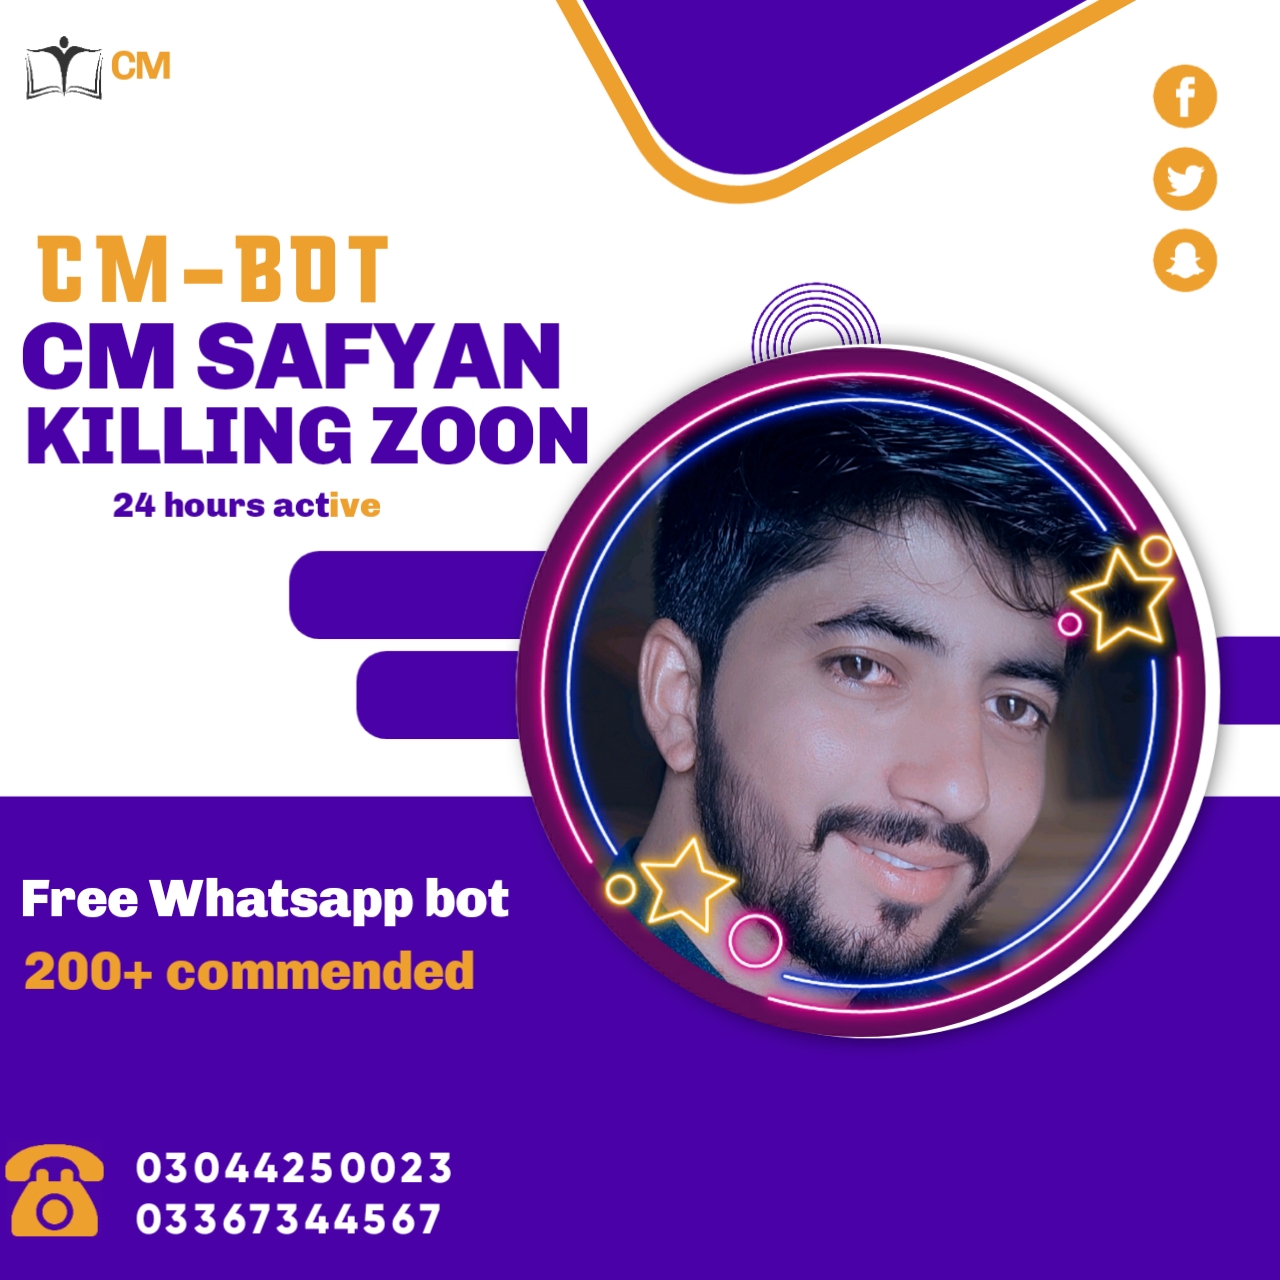 CM
CM-BOT
CM SAFYAN
KILLING ZOON
24 hours active
Free Whatsapp bot
200+ commended
03044250023
03367344567